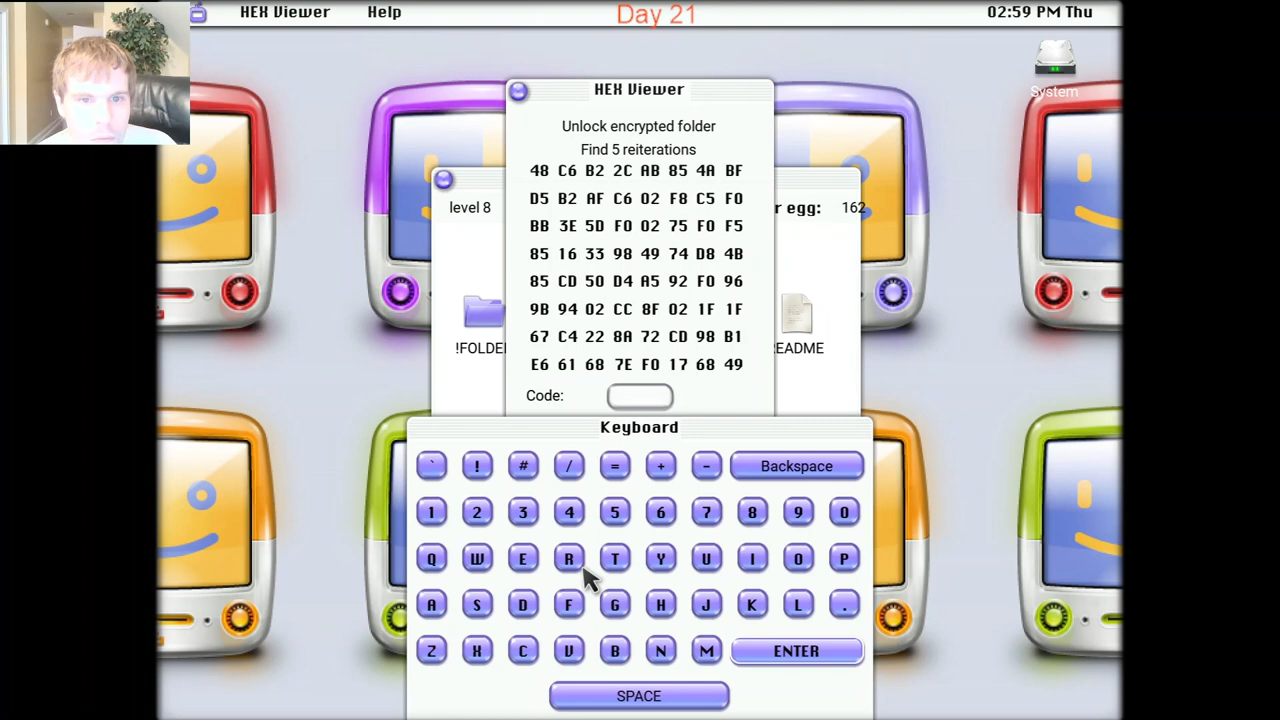 HEX Viewer Help Day 21 02:59 PM Thu
System
HEX Viewer
Unlock encrypted folder
Find 5 reiterations
48 C6 B2 2C AB 85 4A BF
D5 B2 AF C6 02 F8 C5 F0
BB 3E 5D F0 02 75 F0 F5
85 16 33 98 49 74 D8 4B
85 CD 50 D4 A5 92 F0 96
9B 94 02 CC 8F 02 1F 1F
67 C4 22 8A 72 CD 98 B1
E6 61 68 7E F0 17 68 49
Code:
level 8 r egg: 162
!FOLDE EADME
Keyboard
` ! # / = + - Backspace
1 2 3 4 5 6 7 8 9 0
Q W E R T Y U I O P
A S D F G H J K L .
Z X C V B N M ENTER
SPACE